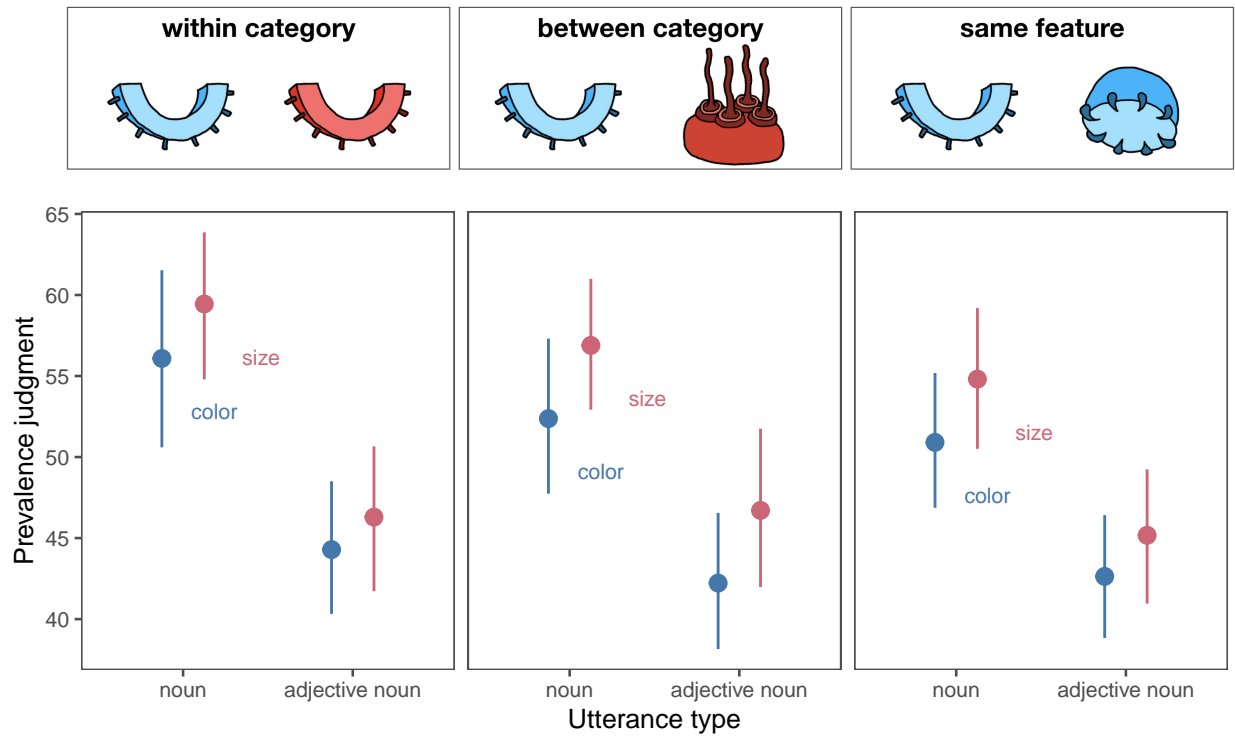 within category
between category
same feature
Prevalence judgment
65
60
55
50
45
40
size
color
size
color
size
color
noun
adjective noun
noun
adjective noun
noun
adjective noun
Utterance type